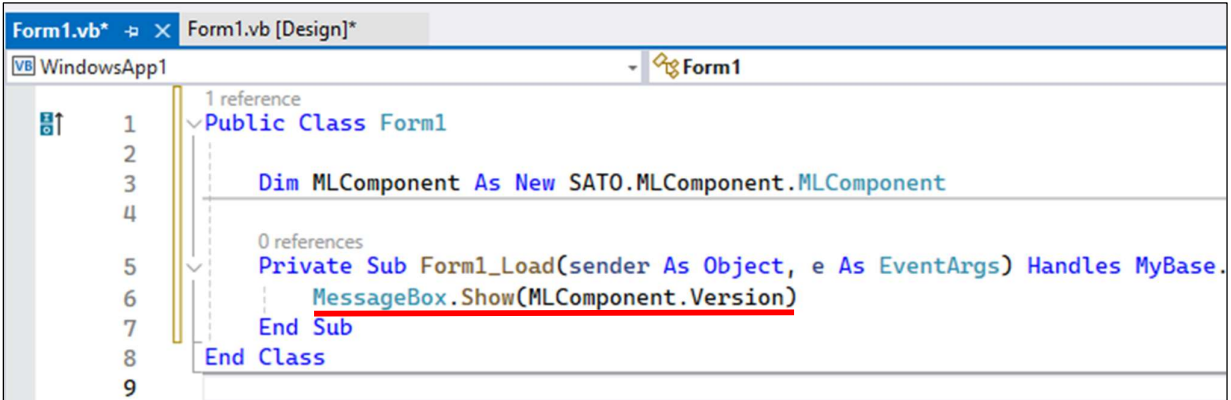 Form1.vb* Form1.vb [Design]*
VB WindowsApp1 Form1
1 reference
1 Public Class Form1
2
3 Dim MLComponent As New SATO.MLComponent.MLComponent
4
0 references
5 Private Sub Form1_Load(sender As Object, e As EventArgs) Handles MyBase.
6 MessageBox.Show(MLComponent.Version)
7 End Sub
8 End Class
9